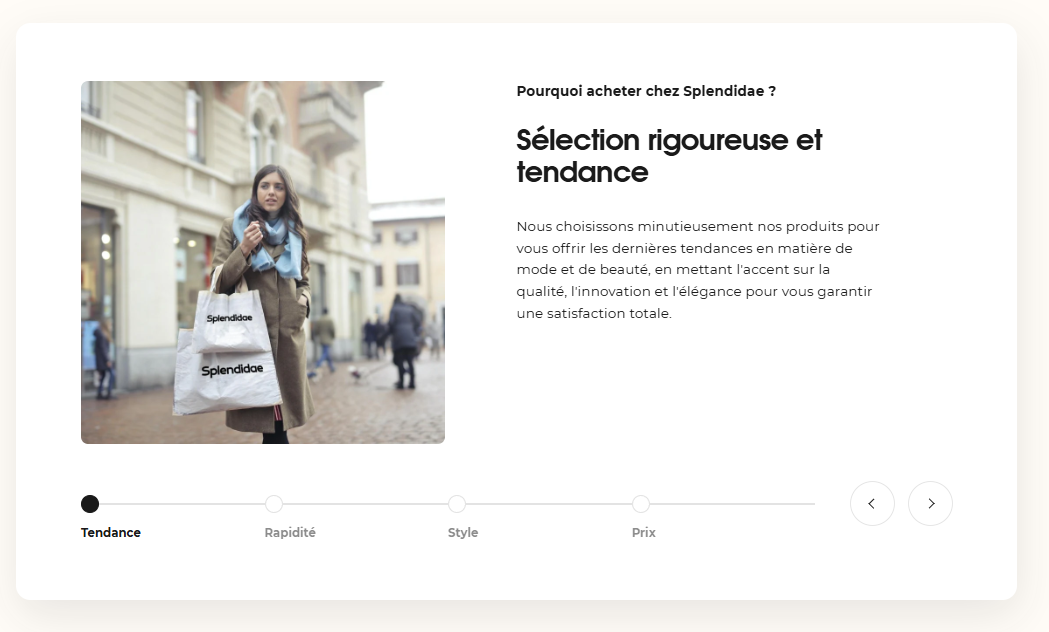 Pourquoi acheter chez Splendidae ?
Sélection rigoureuse et
tendance
Nous choisissons minutieusement nos produits pour
vous offrir les dernières tendances en matière de
mode et de beauté, en mettant l'accent sur la
qualité, l'innovation et l'élégance pour vous garantir
une satisfaction totale.
Splendidae
Splendidae
Tendance
Rapidité
Style
Prix